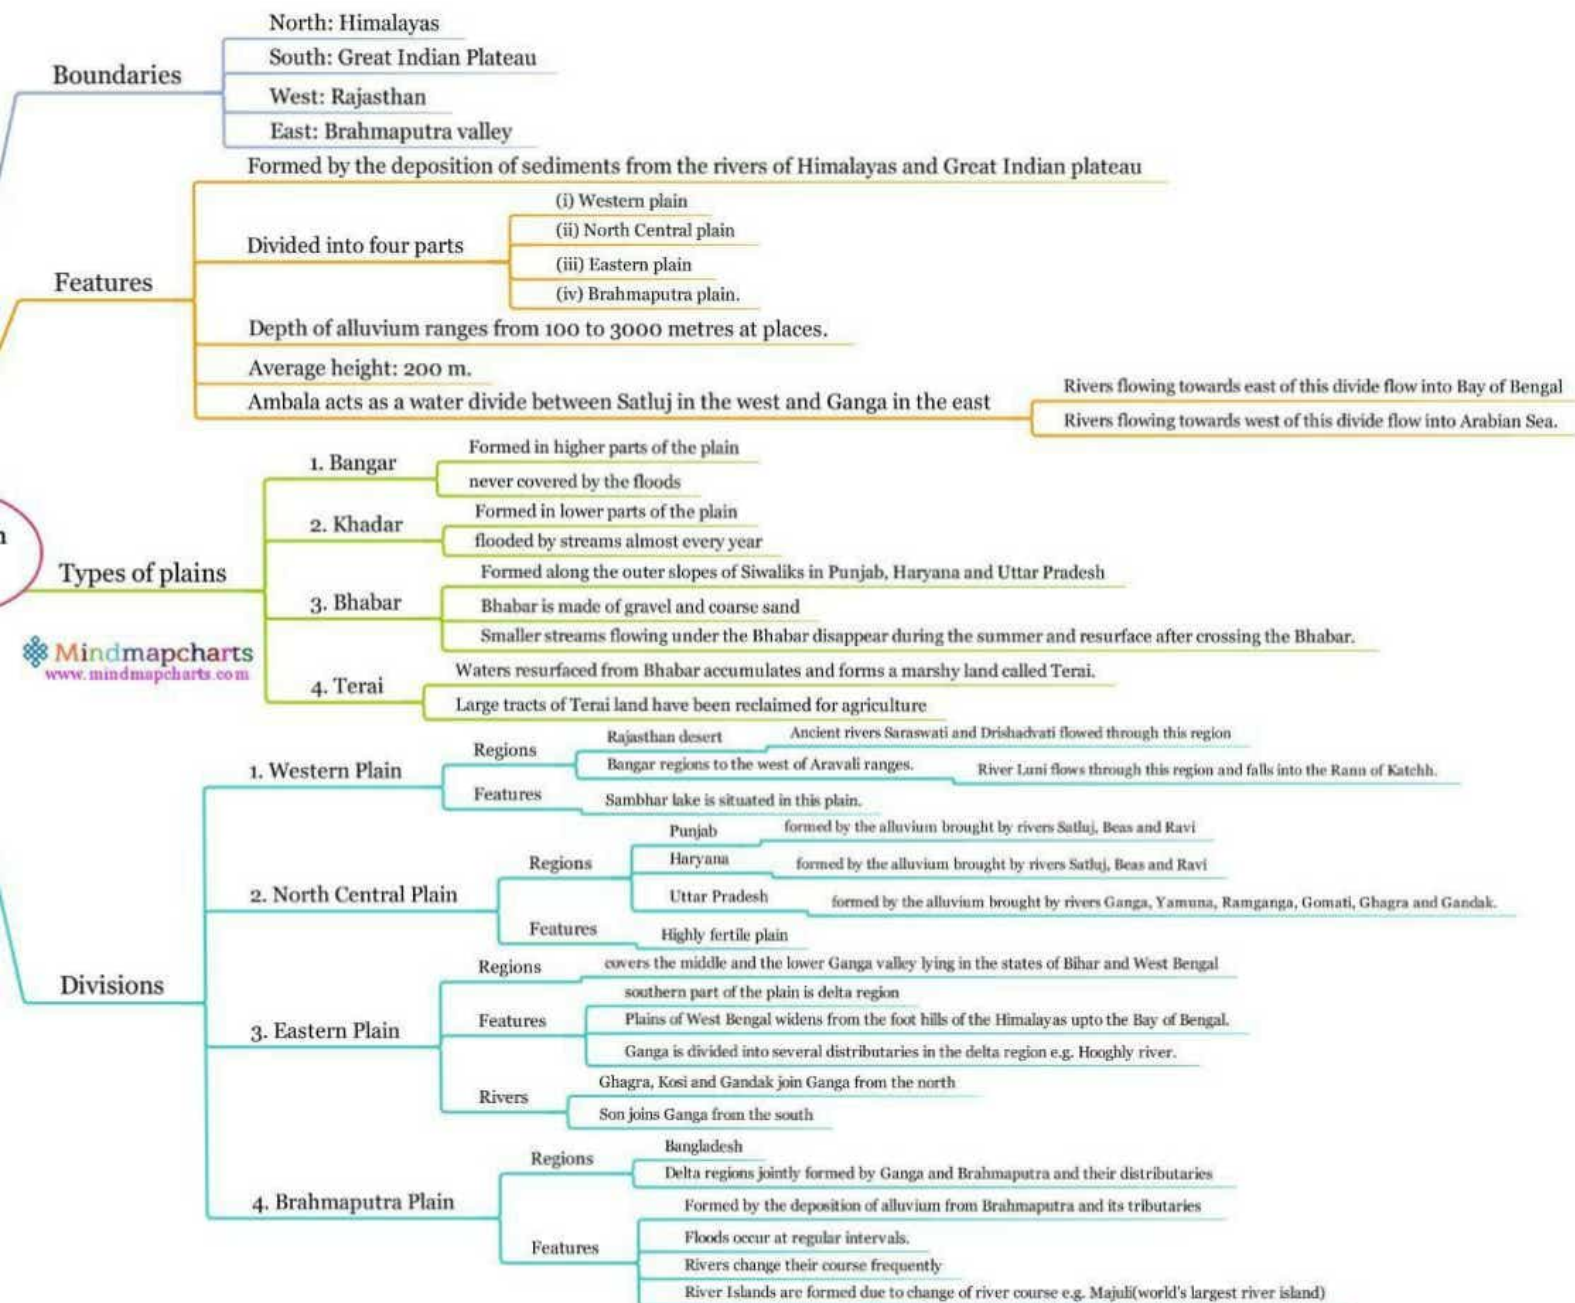 North: Himalayas
South: Great Indian Plateau
Boundaries
West: Rajasthan
East: Brahmaputra valley
Formed by the deposition of sediments from the rivers of Himalayas and Great Indian plateau
(i) Western plain
(ii) North Central plain
Divided into four parts
(iii) Eastern plain
(iv) Brahmaputra plain.
Features
Depth of alluvium ranges from 100 to 3000 metres at places.
Average height: 200 m.
Ambala acts as a water divide between Satluj in the west and Ganga in the east
Rivers flowing towards east of this divide flow into Bay of Bengal
Rivers flowing towards west of this divide flow into Arabian Sea.
Types of plains
1. Bangar
Formed in higher parts of the plain
never covered by the floods
2. Khadar
Formed in lower parts of the plain
flooded by streams almost every year
3. Bhabar
Formed along the outer slopes of Siwaliks in Punjab, Haryana and Uttar Pradesh
Bhabar is made of gravel and coarse sand
Smaller streams flowing under the Bhabar disappear during the summer and resurface after crossing the Bhabar.
4. Terai
Waters resurfaced from Bhabar accumulates and forms a marshy land called Terai.
Large tracts of Terai land have been reclaimed for agriculture
Mindmapcharts
www.mindmapcharts.com
Divisions
1. Western Plain
Regions
Rajasthan desert
Ancient rivers Saraswati and Drishadvati flowed through this region
Bangar regions to the west of Aravali ranges.
River Luni flows through this region and falls into the Rann of Katchh.
Features
Sambhar lake is situated in this plain.
2. North Central Plain
Regions
Punjab
formed by the alluvium brought by rivers Satluj, Beas and Ravi
Haryana
formed by the alluvium brought by rivers Satluj, Beas and Ravi
Uttar Pradesh
formed by the alluvium brought by rivers Ganga, Yamuna, Ramganga, Gomati, Ghagra and Gandak.
Features
Highly fertile plain
3. Eastern Plain
Regions
covers the middle and the lower Ganga valley lying in the states of Bihar and West Bengal
Features
southern part of the plain is delta region
Plains of West Bengal widens from the foot hills of the Himalayas upto the Bay of Bengal.
Ganga is divided into several distributaries in the delta region e.g. Hooghly river.
Rivers
Ghagra, Kosi and Gandak join Ganga from the north
Son joins Ganga from the south
4. Brahmaputra Plain
Regions
Bangladesh
Delta regions jointly formed by Ganga and Brahmaputra and their distributaries
Features
Formed by the deposition of alluvium from Brahmaputra and its tributaries
Floods occur at regular intervals.
Rivers change their course frequently
River Islands are formed due to change of river course e.g. Majuli(world's largest river island)